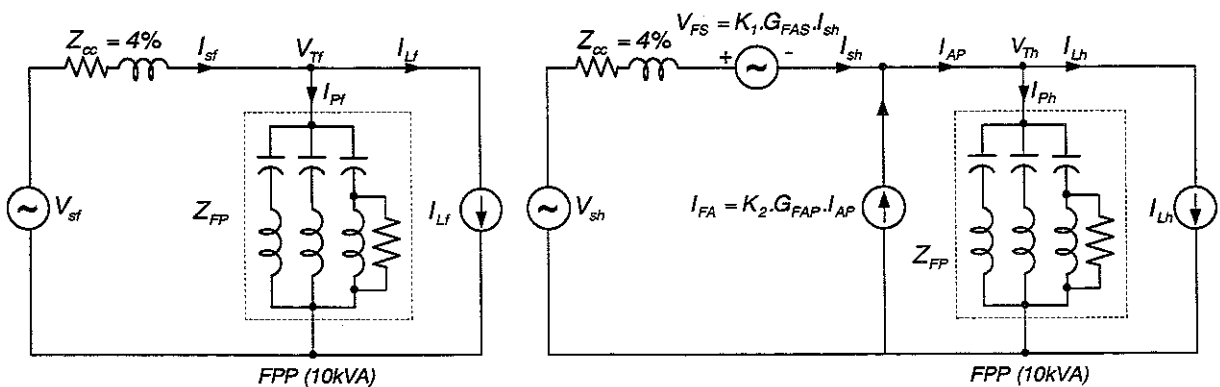 Z_cc = 4%
I_sf
V_Tf
I_Lf
I_Pf
Z_FP
V_sf
I_Lf
FPP (10kVA)
V_FS = K_1.G_FAS.I_sh
Z_cc = 4%
I_sh
I_AP
V_Th
I_Lh
+
-
I_Ph
V_sh
I_FA = K_2.G_FAP.I_AP
I_Lh
Z_FP
FPP (10kVA)